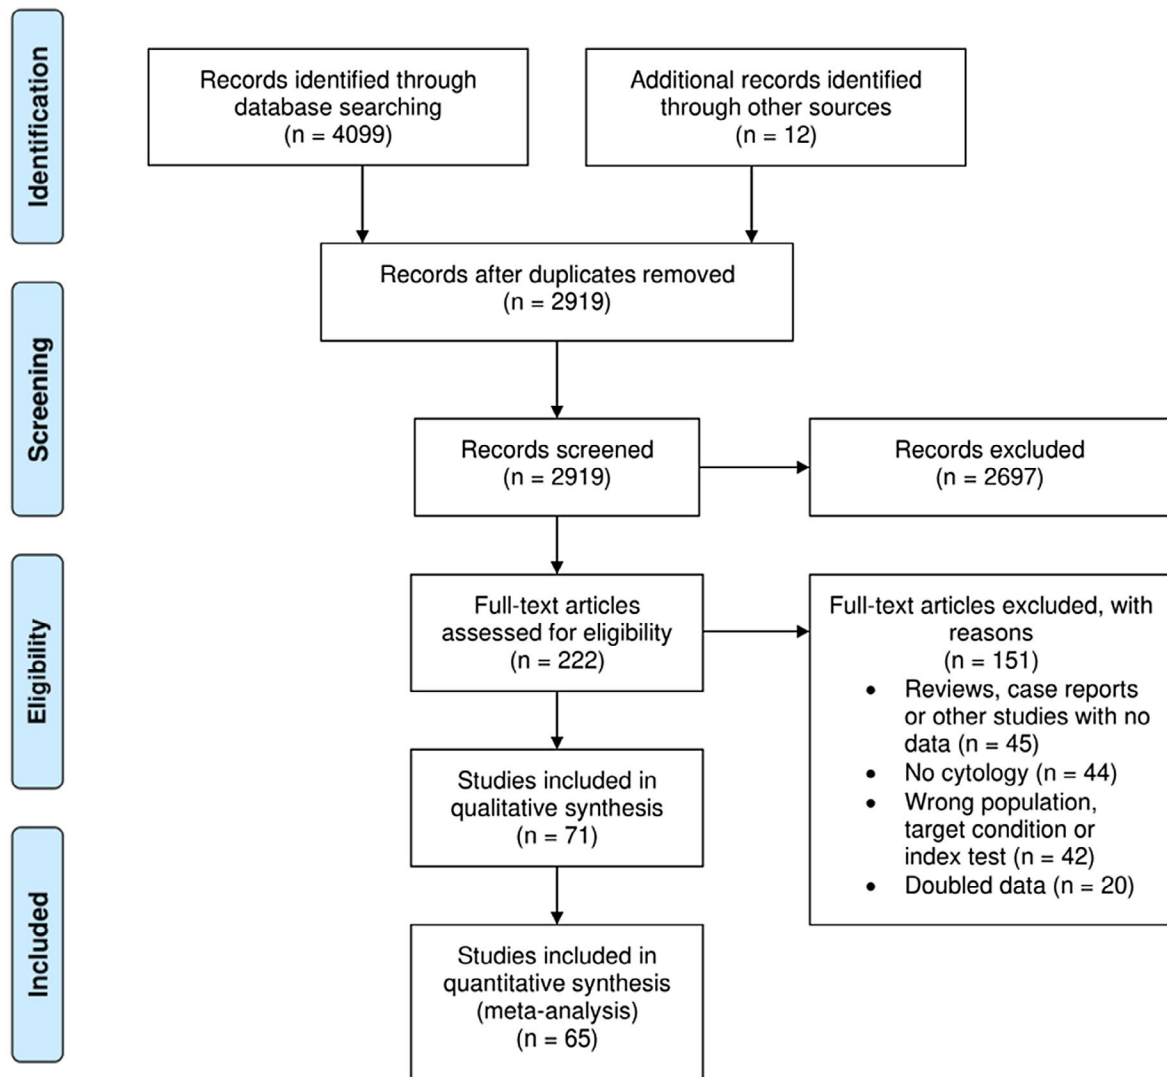 Identification
Records identified through
database searching
(n = 4099)
Additional records identified
through other sources
(n = 12)
Records after duplicates removed
(n = 2919)
Screening
Records screened
(n = 2919)
Records excluded
(n = 2697)
Eligibility
Full-text articles
assessed for eligibility
(n = 222)
Full-text articles excluded, with
reasons
(n = 151)
• Reviews, case reports
or other studies with no
data (n = 45)
• No cytology (n = 44)
• Wrong population,
target condition or
index test (n = 42)
• Doubled data (n = 20)
Studies included in
qualitative synthesis
(n = 71)
Included
Studies included in
quantitative synthesis
(meta-analysis)
(n = 65)